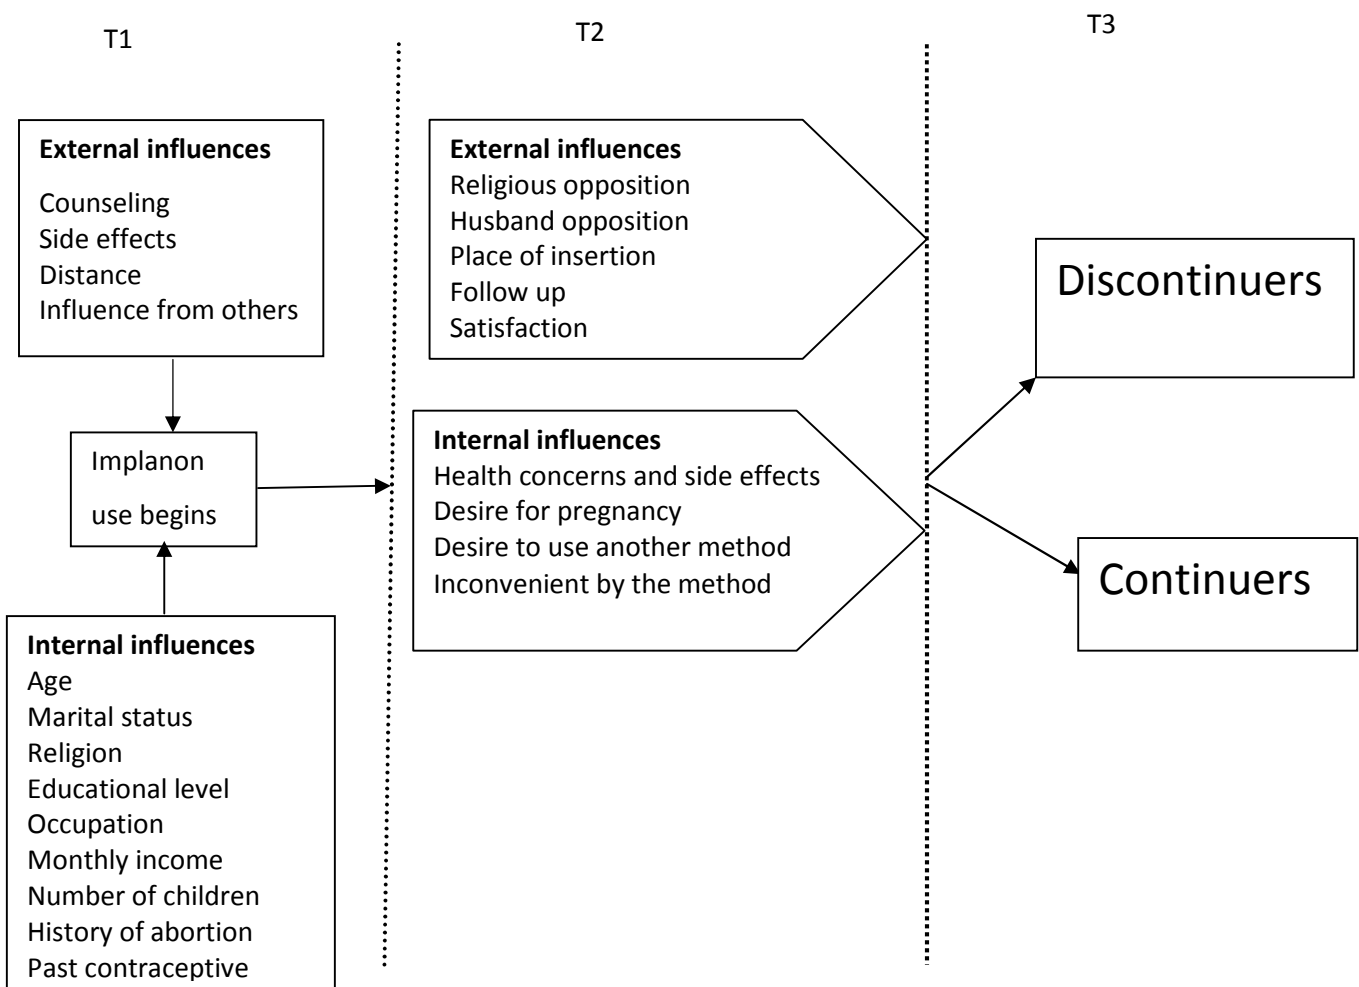 T1
T2
T3
External influences
Counseling
Side effects
Distance
Influence from others
Implanon
use begins
Internal influences
Age
Marital status
Religion
Educational level
Occupation
Monthly income
Number of children
History of abortion
Past contraceptive
External influences
Religious opposition
Husband opposition
Place of insertion
Follow up
Satisfaction
Internal influences
Health concerns and side effects
Desire for pregnancy
Desire to use another method
Inconvenient by the method
Discontinuers
Continuers